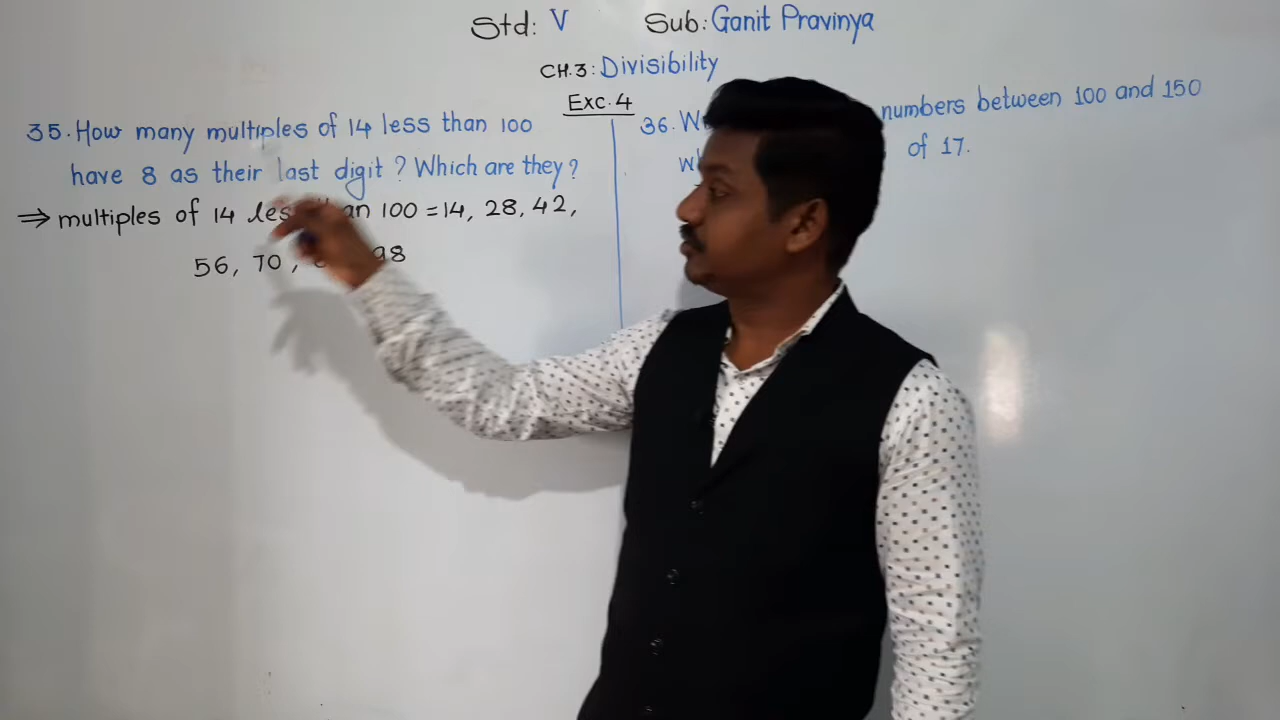 Std: V Sub: Ganit Pravinya
CH.3: Divisibility
Exc.4
35. How many multiples of 14 less than 100
have 8 as their last digit? Which are they?
⇒ multiples of 14 less than 100 = 14, 28, 42,
56, 70, 98
36. numbers between 100 and 150
of 17.